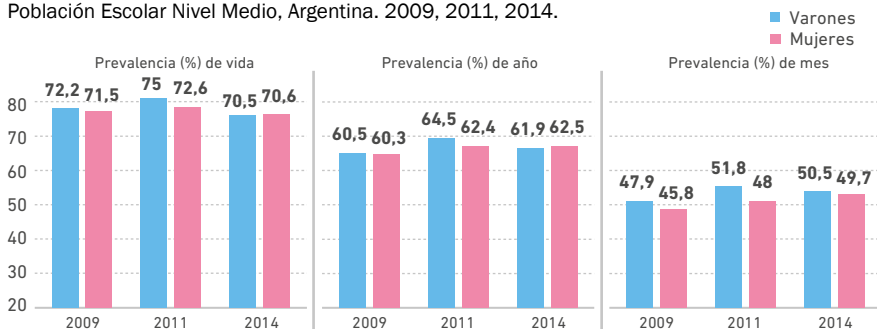 Población Escolar Nivel Medio, Argentina. 2009, 2011, 2014.
Varones
Mujeres
Prevalencia (%) de vida
Prevalencia (%) de año
Prevalencia (%) de mes
80
70
60
50
40
30
20
72,2 71,5
75 72,6
70,5 70,6
60,5 60,3
64,5 62,4
61,9 62,5
47,9 45,8
51,8 48
50,5 49,7
2009 2011 2014
2009 2011 2014
2009 2011 2014